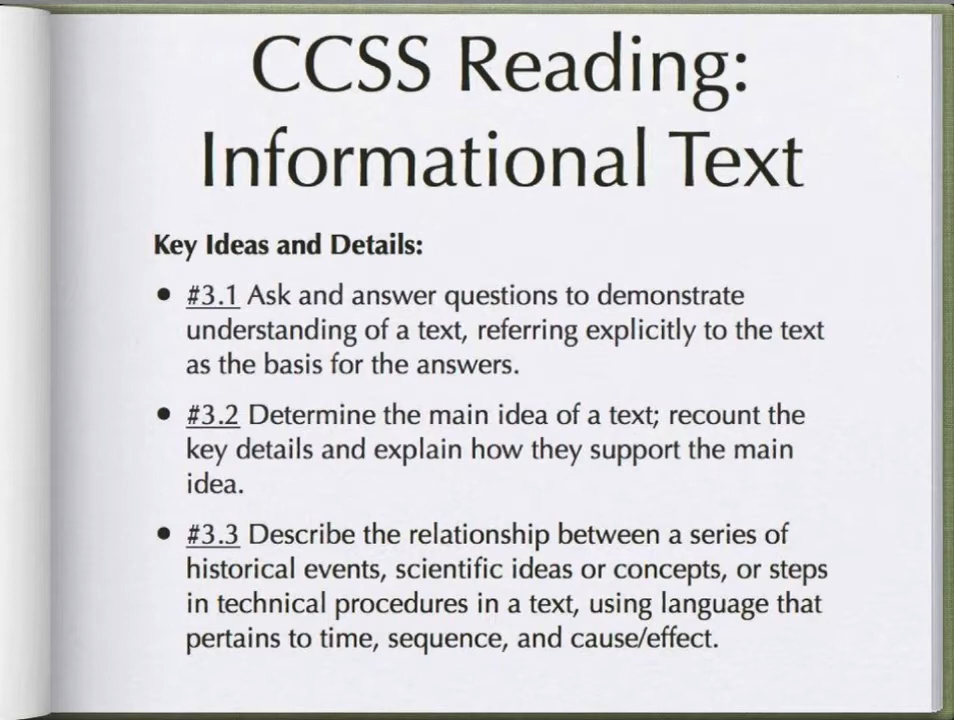 CCSS Reading:
Informational Text
Key Ideas and Details:
• #3.1 Ask and answer questions to demonstrate
understanding of a text, referring explicitly to the text
as the basis for the answers.
• #3.2 Determine the main idea of a text; recount the
key details and explain how they support the main
idea.
• #3.3 Describe the relationship between a series of
historical events, scientific ideas or concepts, or steps
in technical procedures in a text, using language that
pertains to time, sequence, and cause/effect.